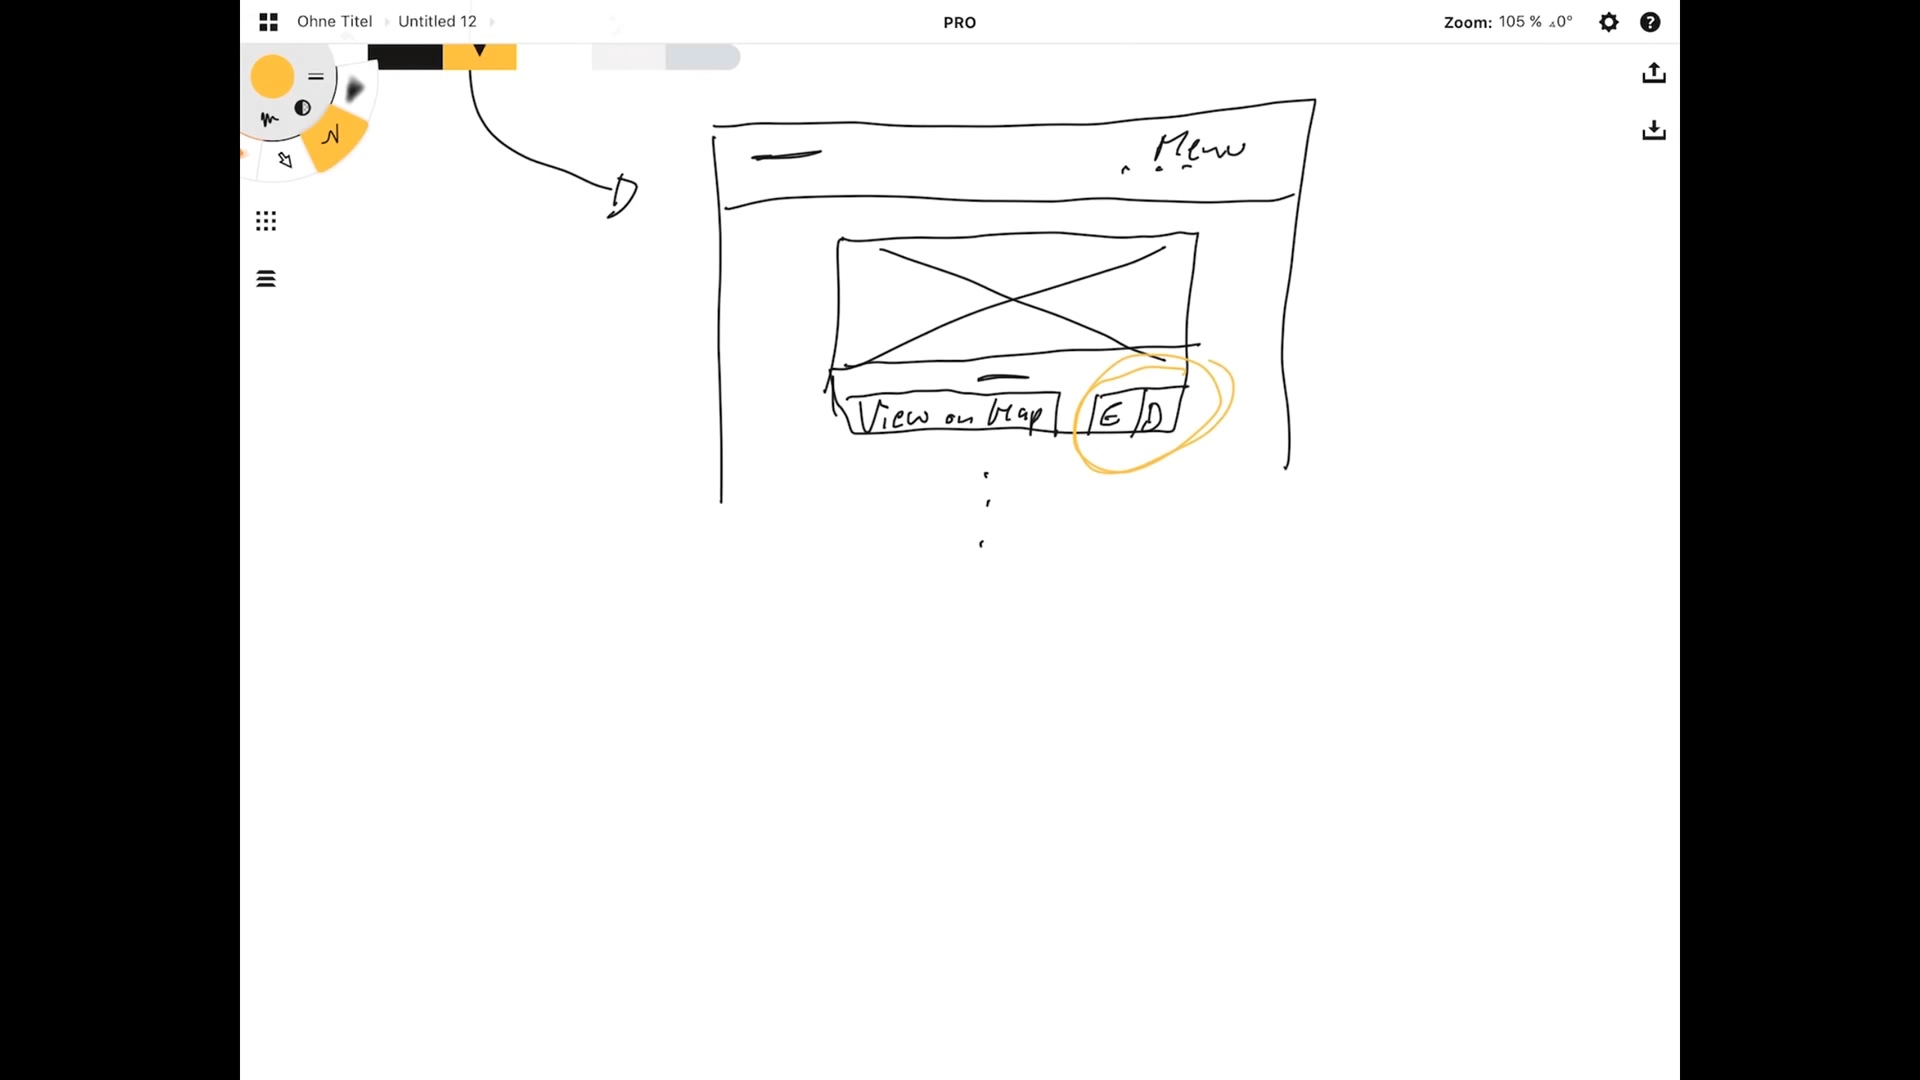 Ohne Titel Untitled 12 PRO Zoom: 105 % ⊿0°
Menu
View on Map E D